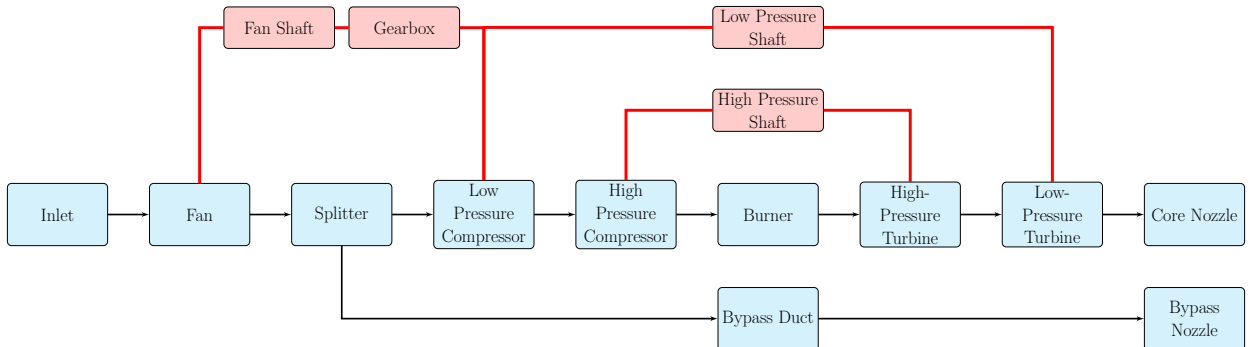 Fan Shaft
Gearbox
Low Pressure
Shaft
High Pressure
Shaft
Inlet
Fan
Splitter
Low
Pressure
Compressor
High
Pressure
Compressor
Burner
High-
Pressure
Turbine
Low-
Pressure
Turbine
Core Nozzle
Bypass Duct
Bypass
Nozzle